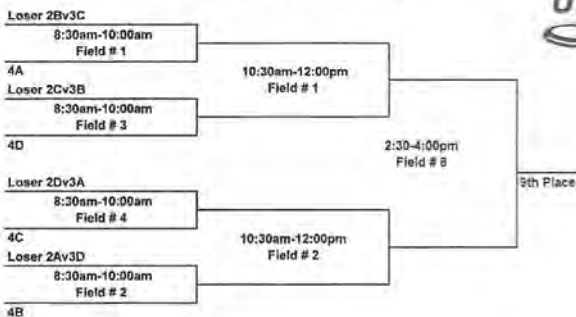 Loser 2Bv3C
8:30am-10:00am
Field # 1
4A
Loser 2Cv3B
8:30am-10:00am
Field # 3
4D
10:30am-12:00pm
Field # 1
Loser 2Dv3A
8:30am-10:00am
Field # 4
4C
Loser 2Av3D
8:30am-10:00am
Field # 2
4B
10:30am-12:00pm
Field # 2
2:30-4:00pm
Field # 8
9th Place